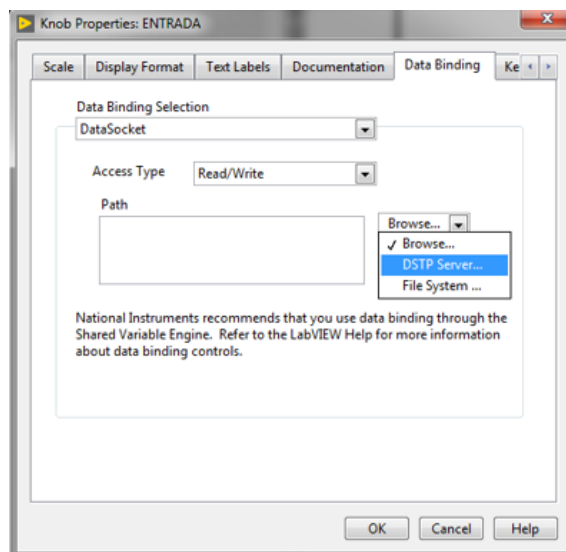 Knob Properties: ENTRADA
Scale Display Format Text Labels Documentation Data Binding Ke
Data Binding Selection
DataSocket
Access Type Read/Write
Path
Browse...
✓ Browse...
DSTP Server...
File System ...
National Instruments recommends that you use data binding through the
Shared Variable Engine. Refer to the LabVIEW Help for more information
about data binding controls.
OK Cancel Help